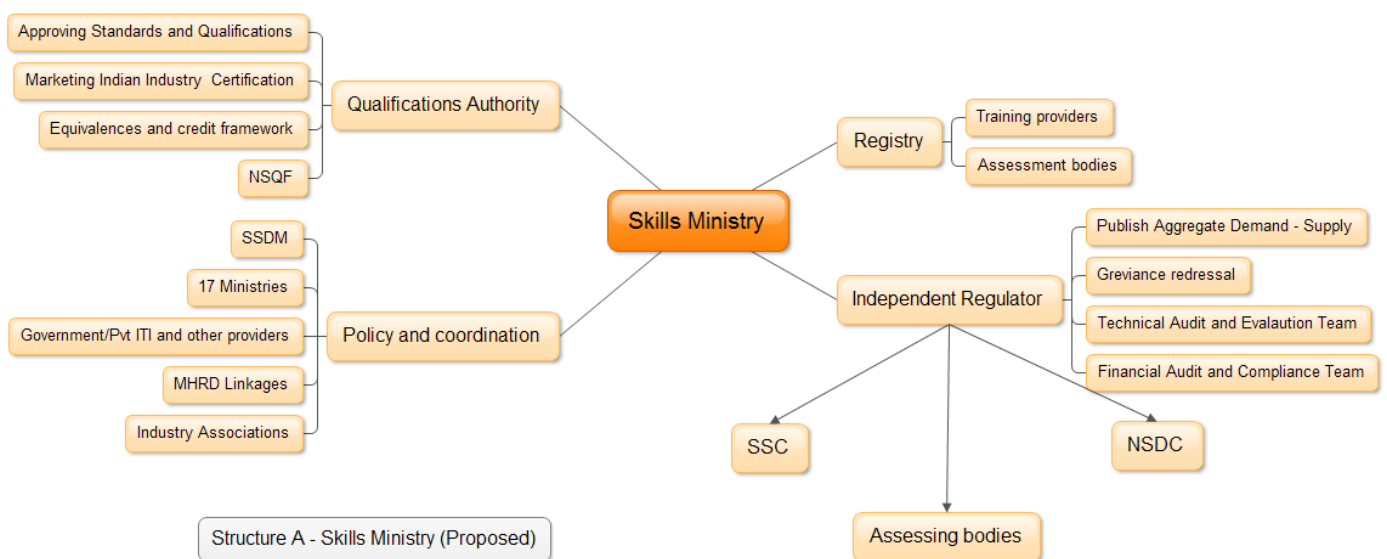 Approving Standards and Qualifications
Marketing Indian Industry Certification
Equivalences and credit framework
NSQF
Qualifications Authority
SSDM
17 Ministries
Government/Pvt ITI and other providers
MHRD Linkages
Industry Associations
Policy and coordination
Skills Ministry
Registry
Training providers
Assessment bodies
Independent Regulator
Publish Aggregate Demand - Supply
Greviance redressal
Technical Audit and Evalaution Team
Financial Audit and Compliance Team
SSC
Assessing bodies
NSDC
Structure A - Skills Ministry (Proposed)